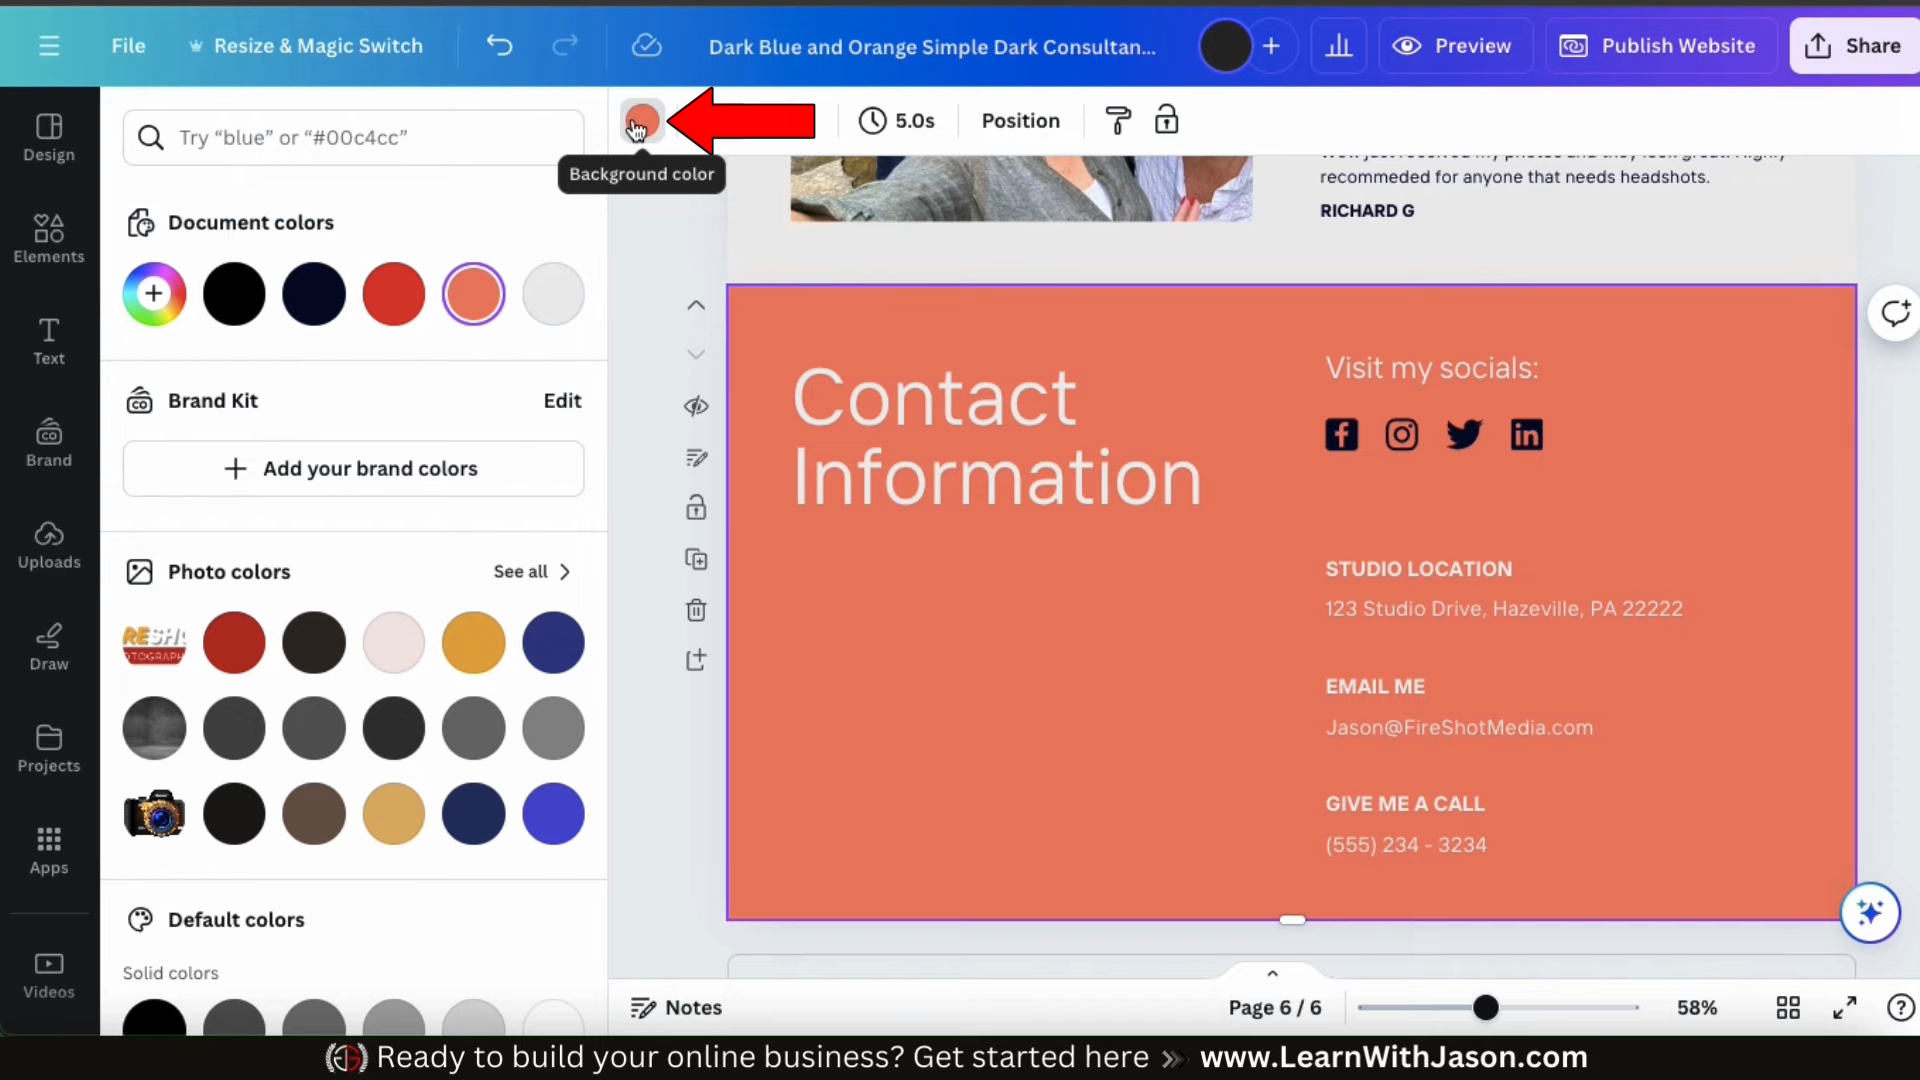 File
Resize & Magic Switch
Dark Blue and Orange Simple Dark Consultan...
Preview
Publish Website
Share
Design
Elements
Text
Brand
Uploads
Draw
Projects
Apps
Videos
Try “blue” or “#00c4cc”
Background color
5.0s
Position
Document colors
Brand Kit
Edit
Add your brand colors
Photo colors
See all
Default colors
Solid colors
recommeded for anyone that needs headshots.
RICHARD G
Contact
Information
Visit my socials:
STUDIO LOCATION
123 Studio Drive, Hazeville, PA 22222
EMAIL ME
Jason@FireShotMedia.com
GIVE ME A CALL
(555) 234 - 3234
Notes
Page 6 / 6
58%
Ready to build your online business? Get started here
www.LearnWithJason.com